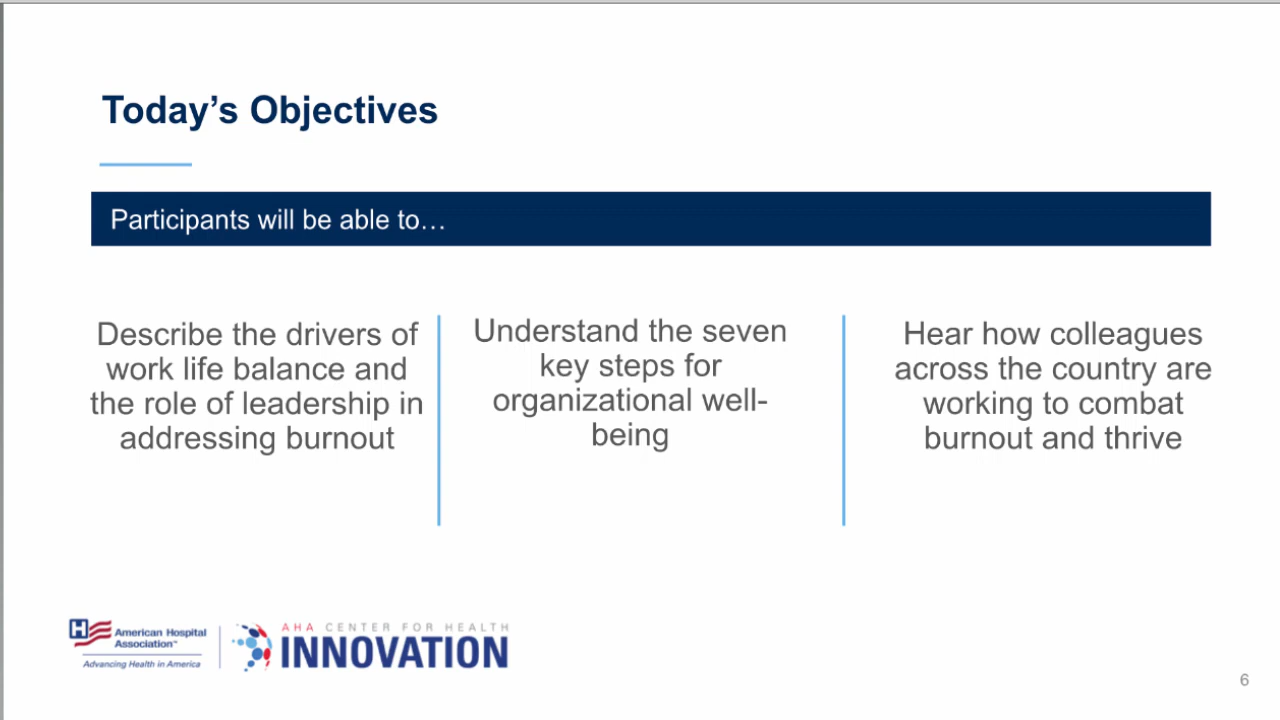 Today’s Objectives
Participants will be able to…
Describe the drivers of
work life balance and
the role of leadership in
addressing burnout
Understand the seven
key steps for
organizational well-
being
Hear how colleagues
across the country are
working to combat
burnout and thrive
H
American Hospital
Association™
Advancing Health in America
AHA CENTER FOR HEALTH
INNOVATION
6